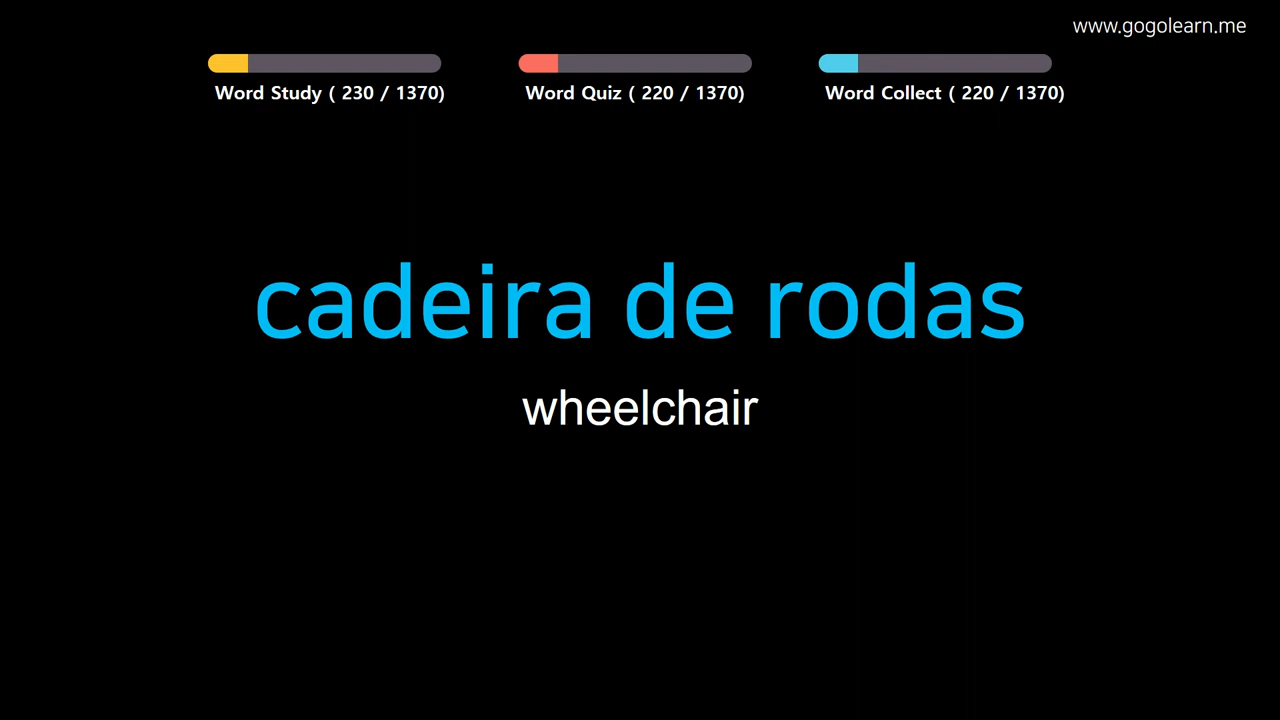 www.gogolearn.me
Word Study ( 230 / 1370)
Word Quiz ( 220 / 1370)
Word Collect ( 220 / 1370)
cadeira de rodas
wheelchair